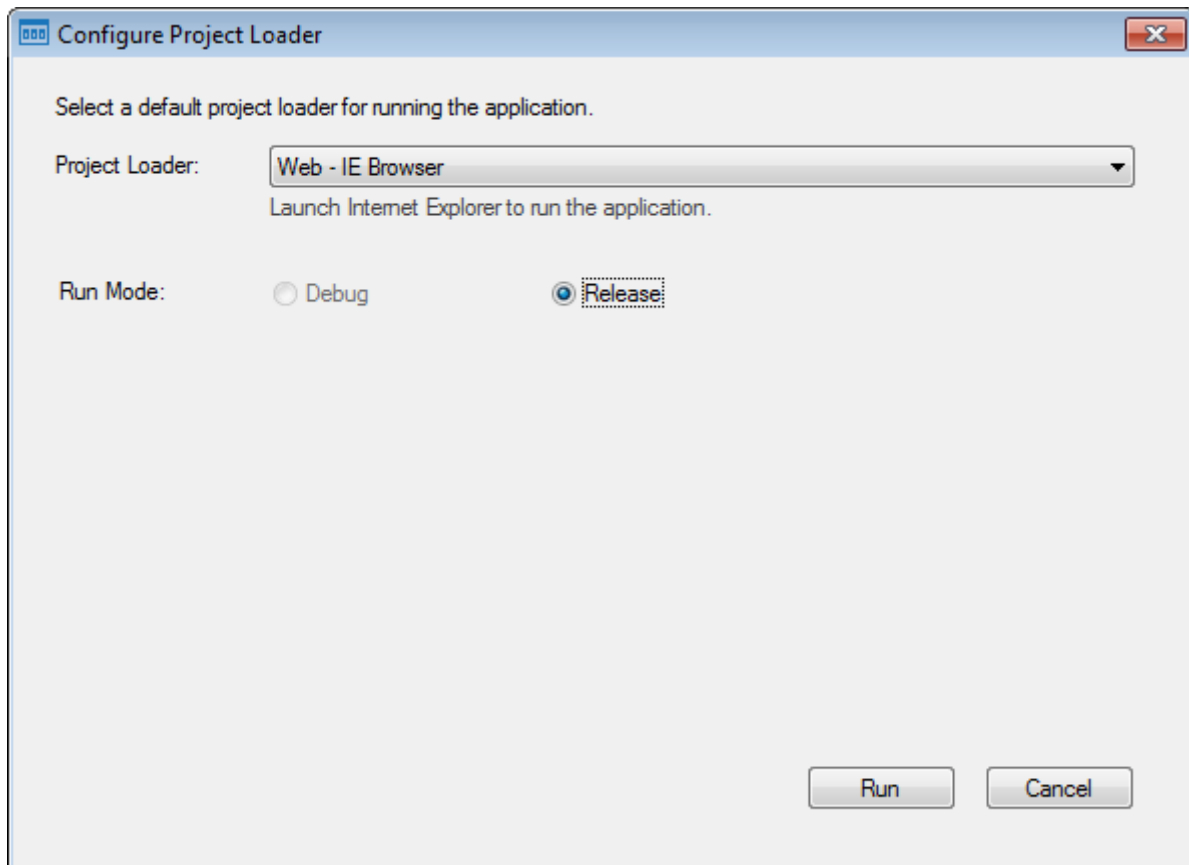 Configure Project Loader
Select a default project loader for running the application.
Project Loader: Web - IE Browser
Launch Internet Explorer to run the application.
Run Mode: Debug Release
Run Cancel